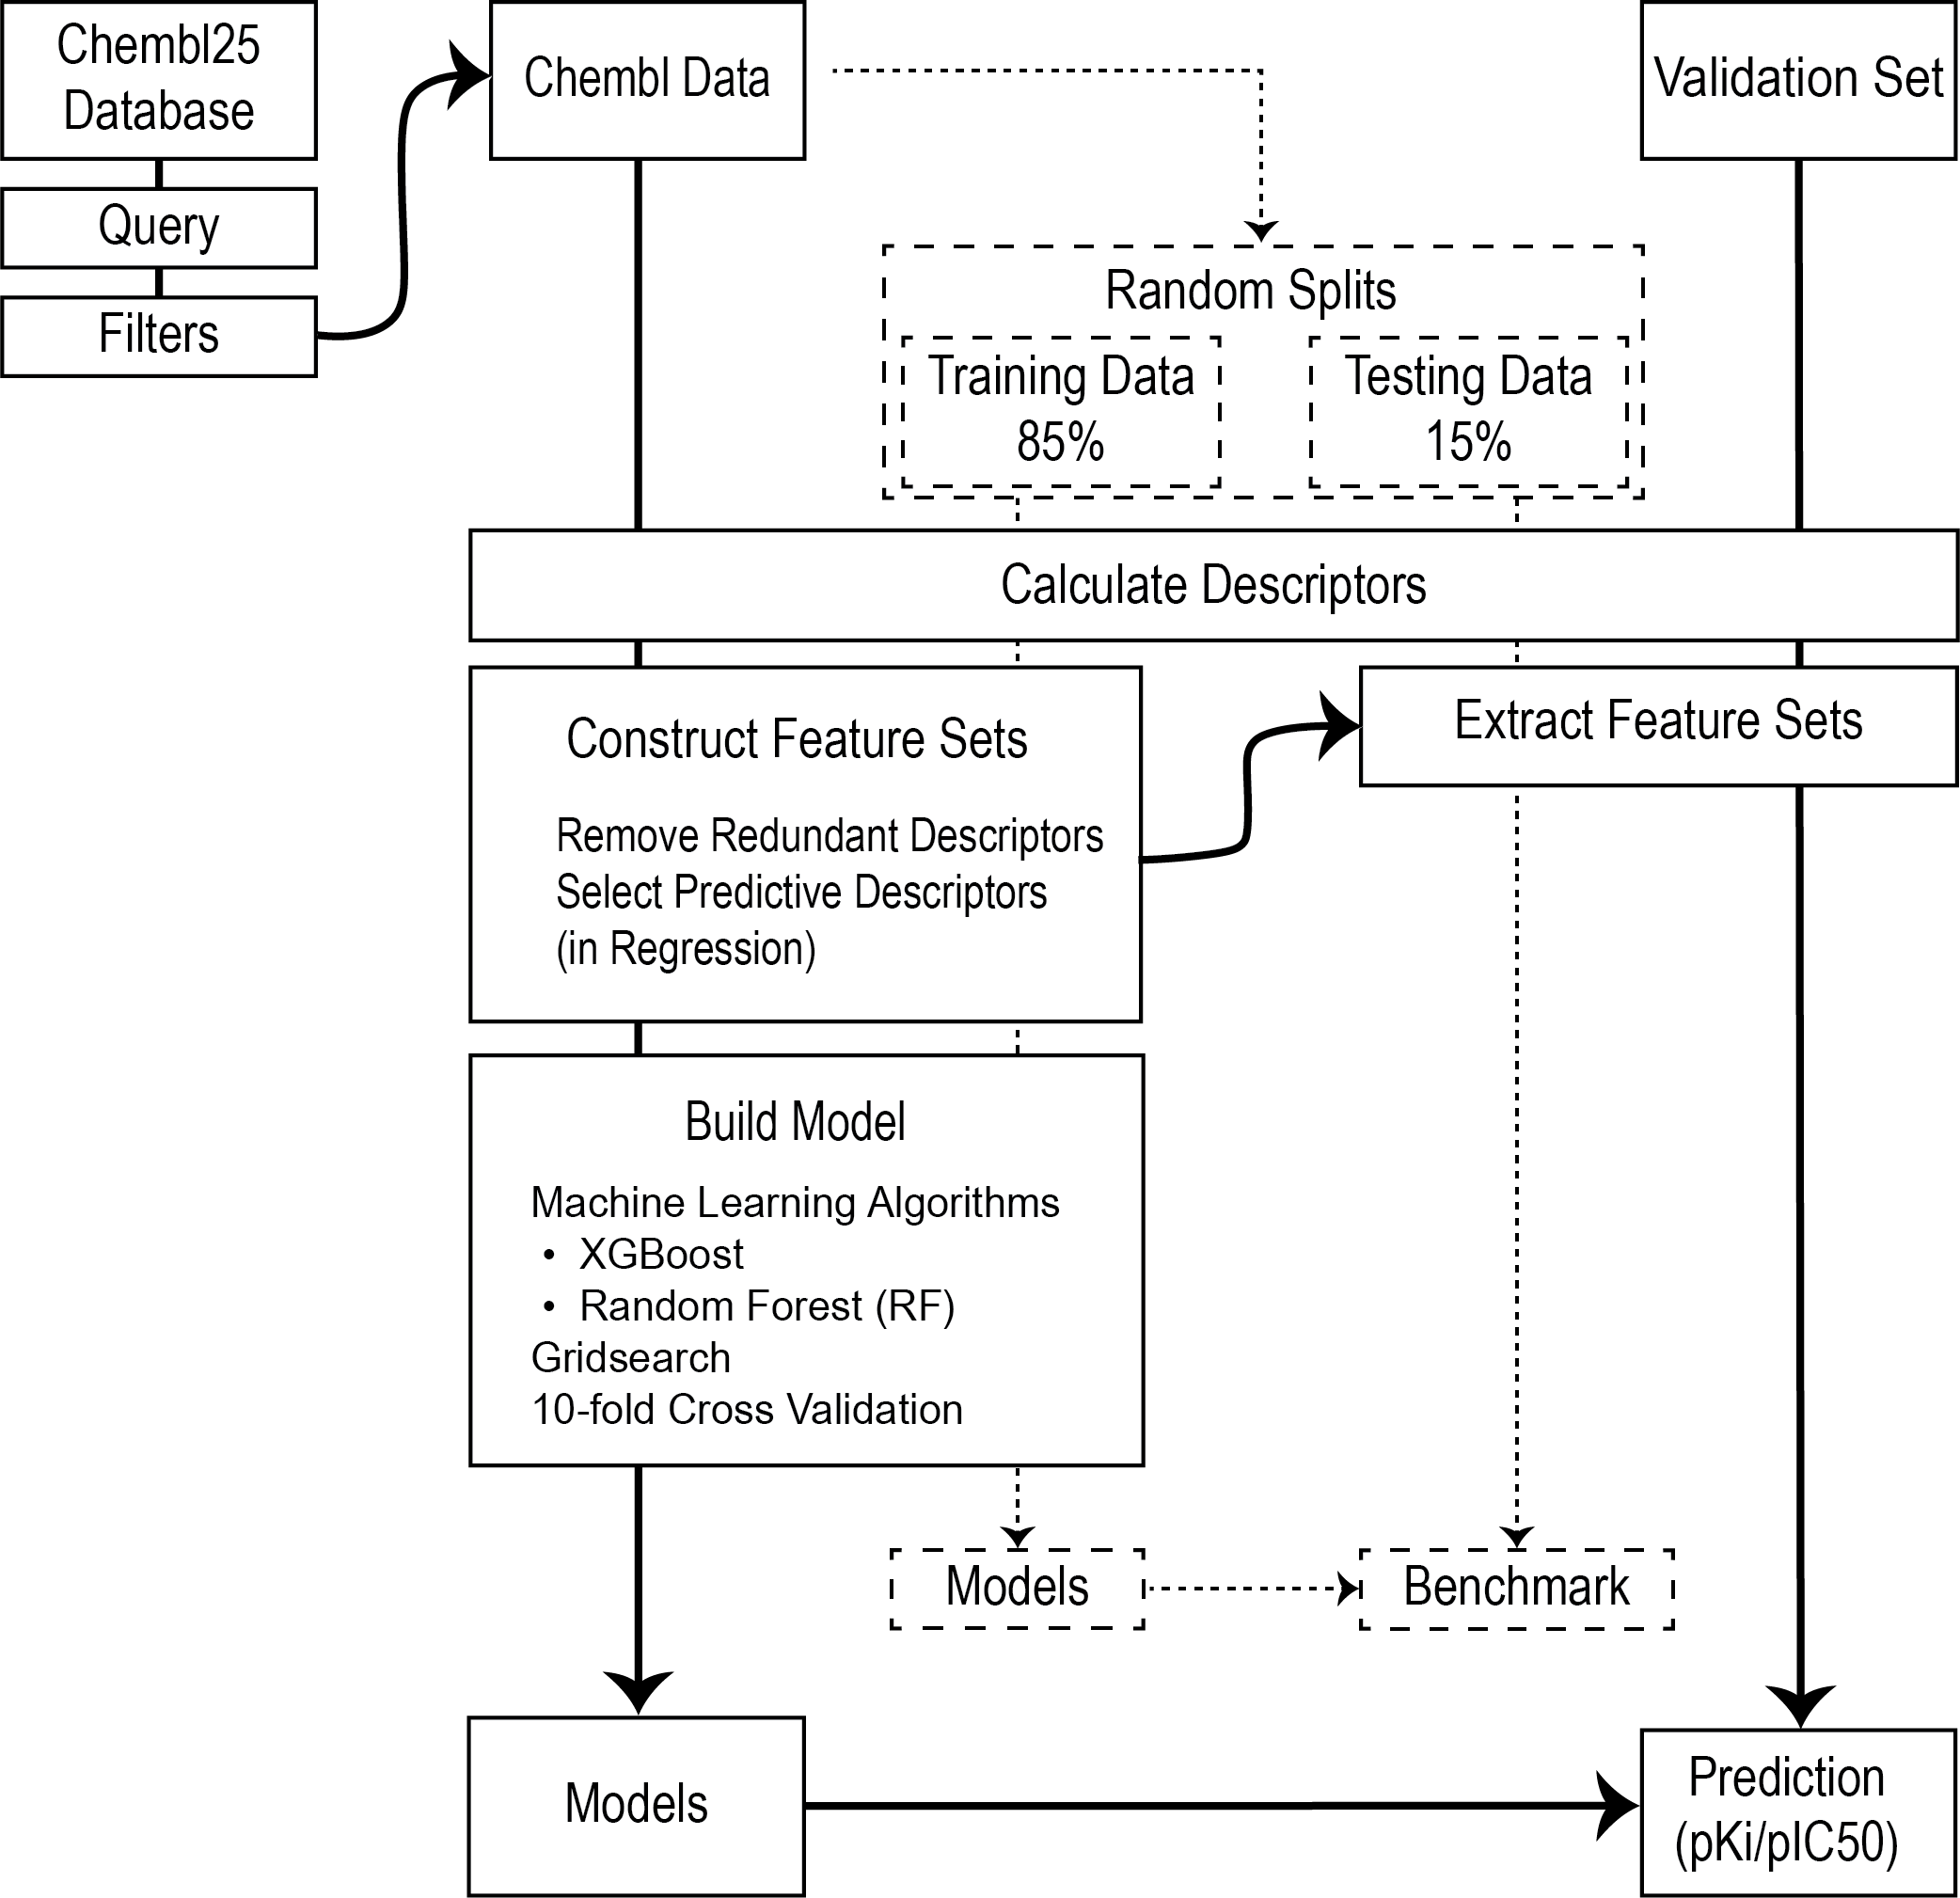 Chembl25
Database
Query
Filters
Chembl Data
Validation Set
Random Splits
Training Data
85%
Testing Data
15%
Calculate Descriptors
Construct Feature Sets
Remove Redundant Descriptors
Select Predictive Descriptors
(in Regression)
Extract Feature Sets
Build Model
Machine Learning Algorithms
• XGBoost
• Random Forest (RF)
Gridsearch
10-fold Cross Validation
Models
Benchmark
Models
Prediction
(pKi/pIC50)